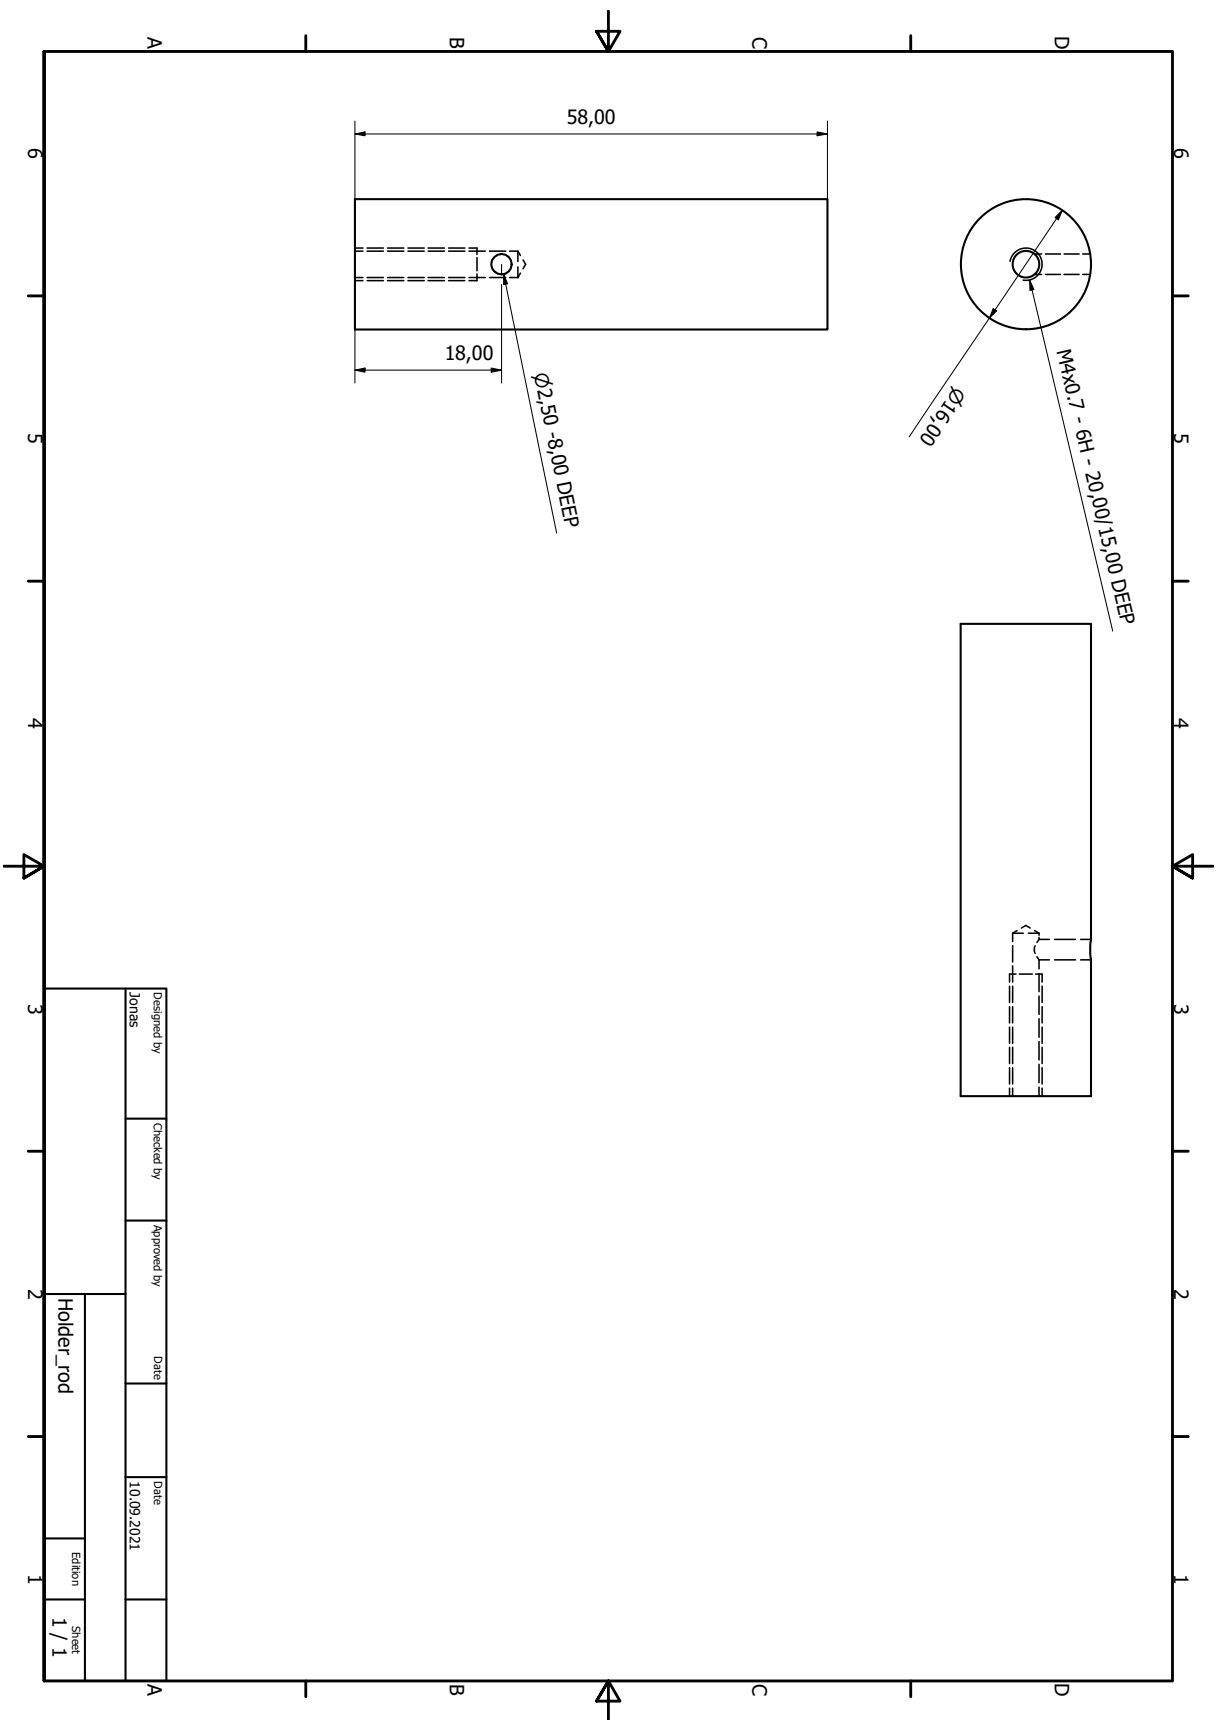 6
5
4
3
2
1
D
D
C
C
B
B
A
A
6
5
4
3
2
1
Ø16,00
M4x0.7 - 6H - 20,00/15,00 DEEP
58,00
18,00
Ø2,50 -8,00 DEEP
Designed by
Jonas
Checked by
Approved by
Date
Date
10.09.2021
Holder_rod
Edition
Sheet
1 / 1